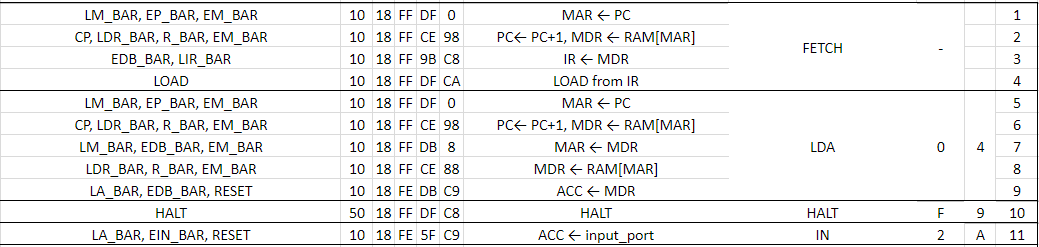 LM_BAR, EP_BAR, EM_BAR 10 18 FF DF 0 MAR ← PC 1
CP, LDR_BAR, R_BAR, EM_BAR 10 18 FF CE 98 PC← PC+1, MDR ← RAM[MAR] 2
FETCH -
EDB_BAR, LIR_BAR 10 18 FF 9B C8 IR ← MDR 3
LOAD 10 18 FF DF CA LOAD from IR 4
LM_BAR, EP_BAR, EM_BAR 10 18 FF DF 0 MAR ← PC 5
CP, LDR_BAR, R_BAR, EM_BAR 10 18 FF CE 98 PC← PC+1, MDR ← RAM[MAR] 6
LM_BAR, EDB_BAR, EM_BAR 10 18 FF DB 8 MAR ← MDR LDA 0 4 7
LDR_BAR, R_BAR, EM_BAR 10 18 FF CE 88 MDR ← RAM[MAR] 8
LA_BAR, EDB_BAR, RESET 10 18 FE DB C9 ACC ← MDR 9
HALT 50 18 FF DF C8 HALT HALT F 9 10
LA_BAR, EIN_BAR, RESET 10 18 FE 5F C9 ACC ← input_port IN 2 A 11